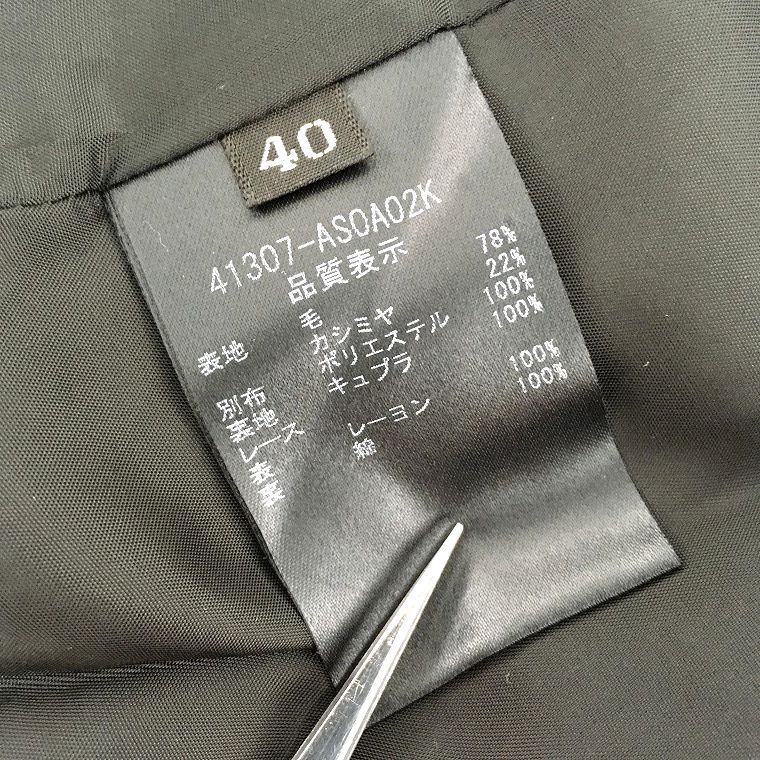 40
41307-ASOA02K
品質表示
表地 毛 78%
カシミヤ 22%
別布 ポリエステル 100%
裏地 キュプラ 100%
レース
表 レーヨン 100%
裏 綿 100%